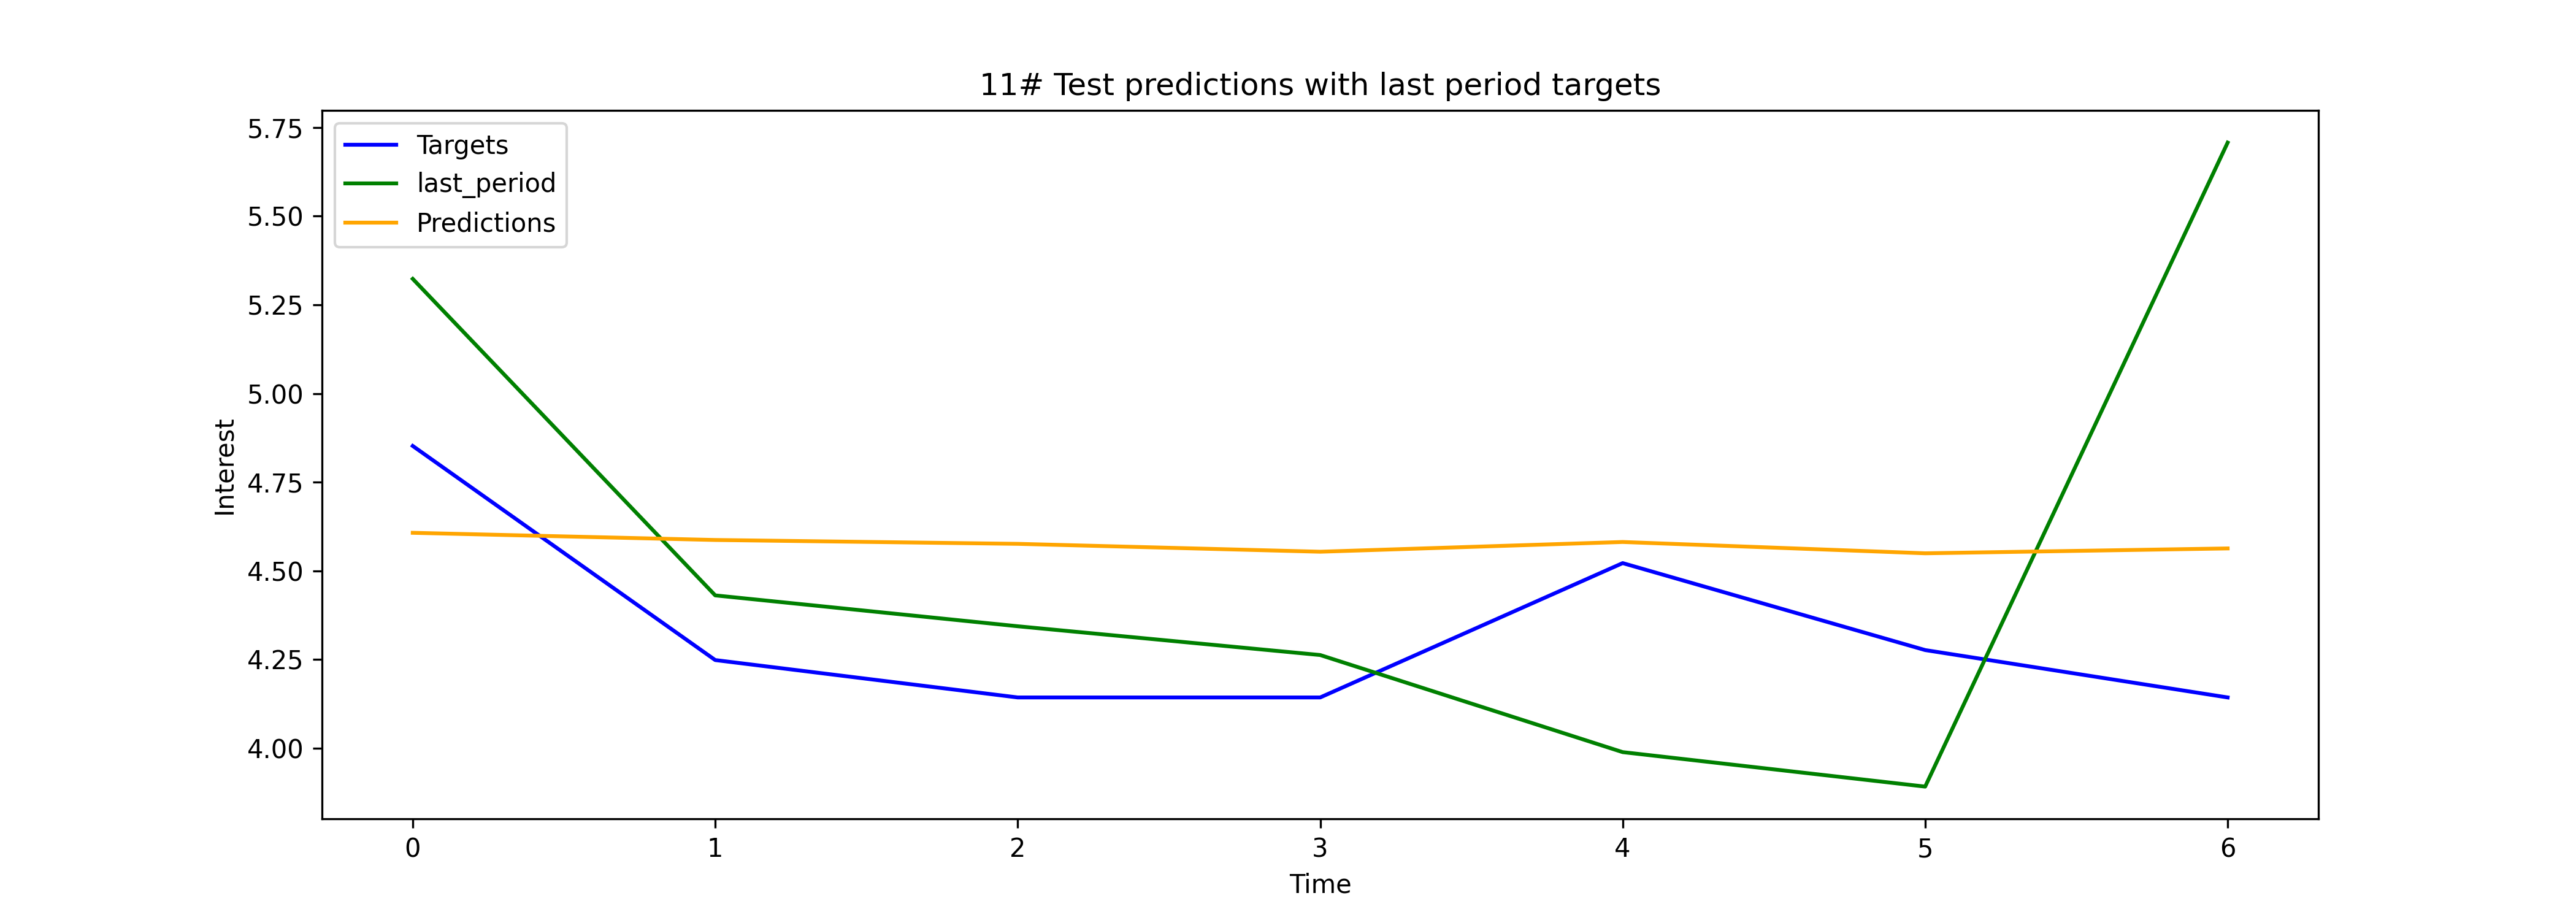 11# Test predictions with last period targets
Targets
last_period
Predictions
5.75
5.50
5.25
5.00
4.75
4.50
4.25
4.00
Interest
0 1 2 3 4 5 6
Time